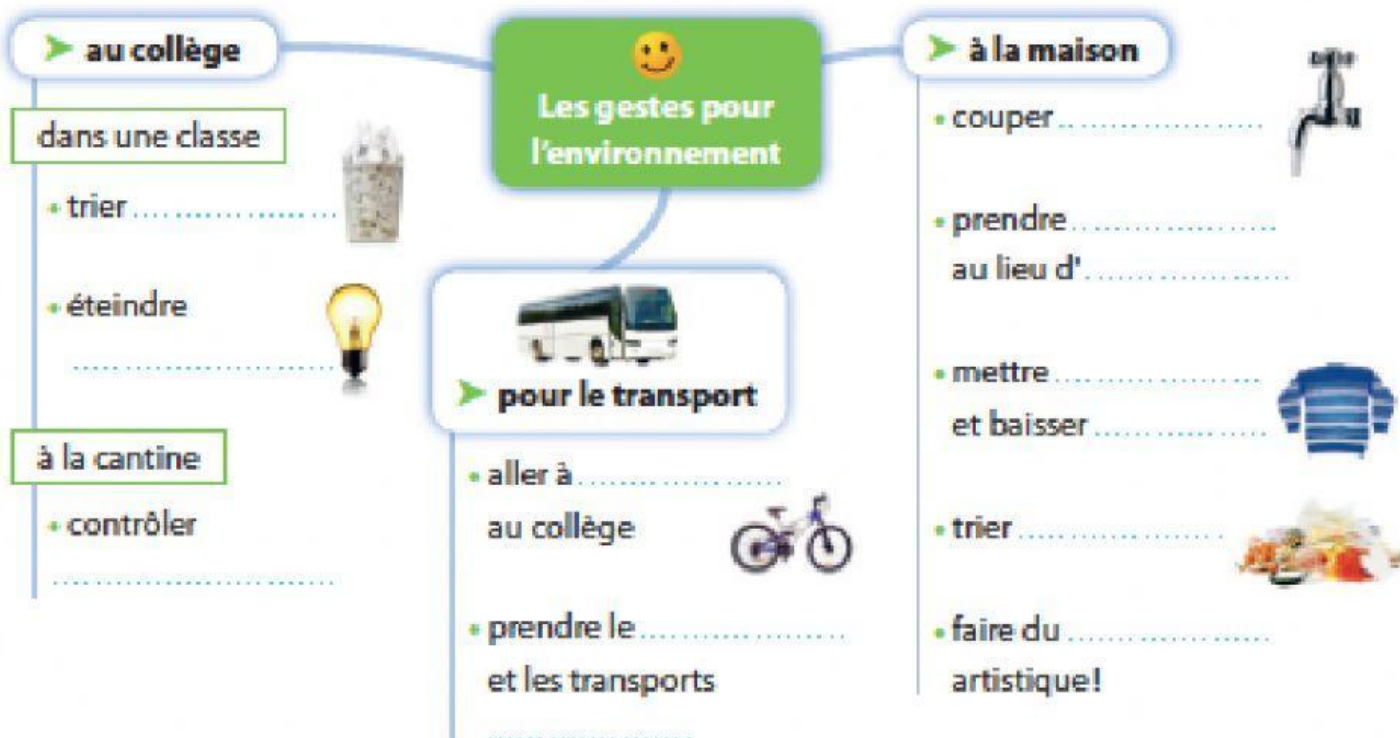 au collège
dans une classe
• trier ....................
• éteindre
....................
à la cantine
• contrôler
....................
Les gestes pour
l'environnement
pour le transport
• aller à ....................
au collège
• prendre le ....................
et les transports
....................
à la maison
• couper ....................
• prendre ....................
au lieu d' ....................
• mettre ....................
et baisser ....................
• trier ....................
• faire du ....................
artistique!